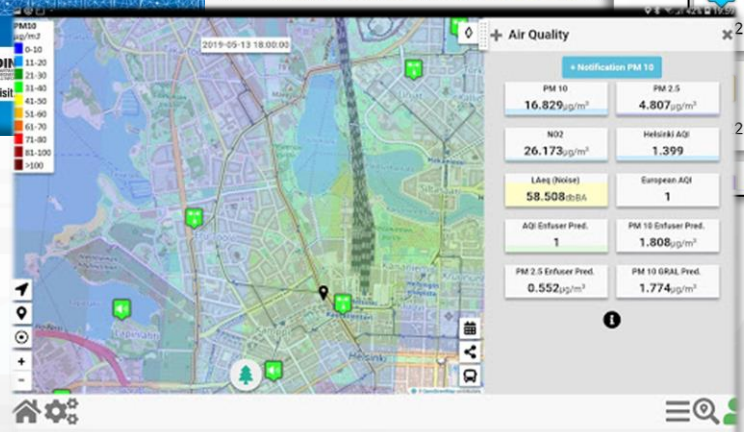 PM10
µg/m3
0-10
11-20
21-30
31-40
41-50
51-60
61-70
71-80
81-100
>100
2019-05-13 18:00:00
Lapinlahti
Helsinki
Air Quality
+ Notification PM 10
PM 10
16.829µg/m³
PM 2.5
4.807µg/m³
NO2
26.173µg/m³
Helsinki AQI
1.399
LAeq (Noise)
58.508dbBA
European AQI
1
AQI Enfuser Pred.
1
PM 10 Enfuser Pred.
1.808µg/m³
PM 2.5 Enfuser Pred.
0.552µg/m³
PM 10 GRAL Pred.
1.774µg/m³
2
2